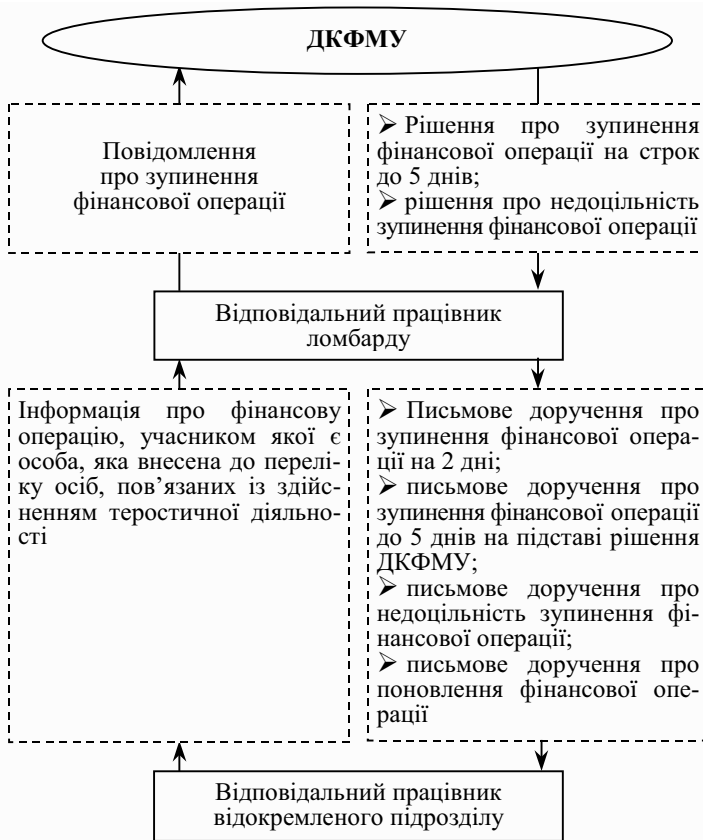 ДКФМУ
Повідомлення
про зупинення
фінансової операції
➤ Рішення про зупинення
фінансової операції на строк
до 5 днів;
➤ рішення про недоцільність
зупинення фінансової операції
Відповідальний працівник
ломбарду
Інформація про фінансову
операцію, учасником якої є
особа, яка внесена до перелі-
ку осіб, пов’язаних із здійс-
ненням теростичної діяльно-
сті
➤ Письмове доручення про
зупинення фінансової опера-
ції на 2 дні;
➤ письмове доручення про
зупинення фінансової операції
до 5 днів на підставі рішення
ДКФМУ;
➤ письмове доручення про
недоцільність зупинення фі-
нансової операції;
➤ письмове доручення про
поновлення фінансової опе-
рації
Відповідальний працівник
відокремленого підрозділу